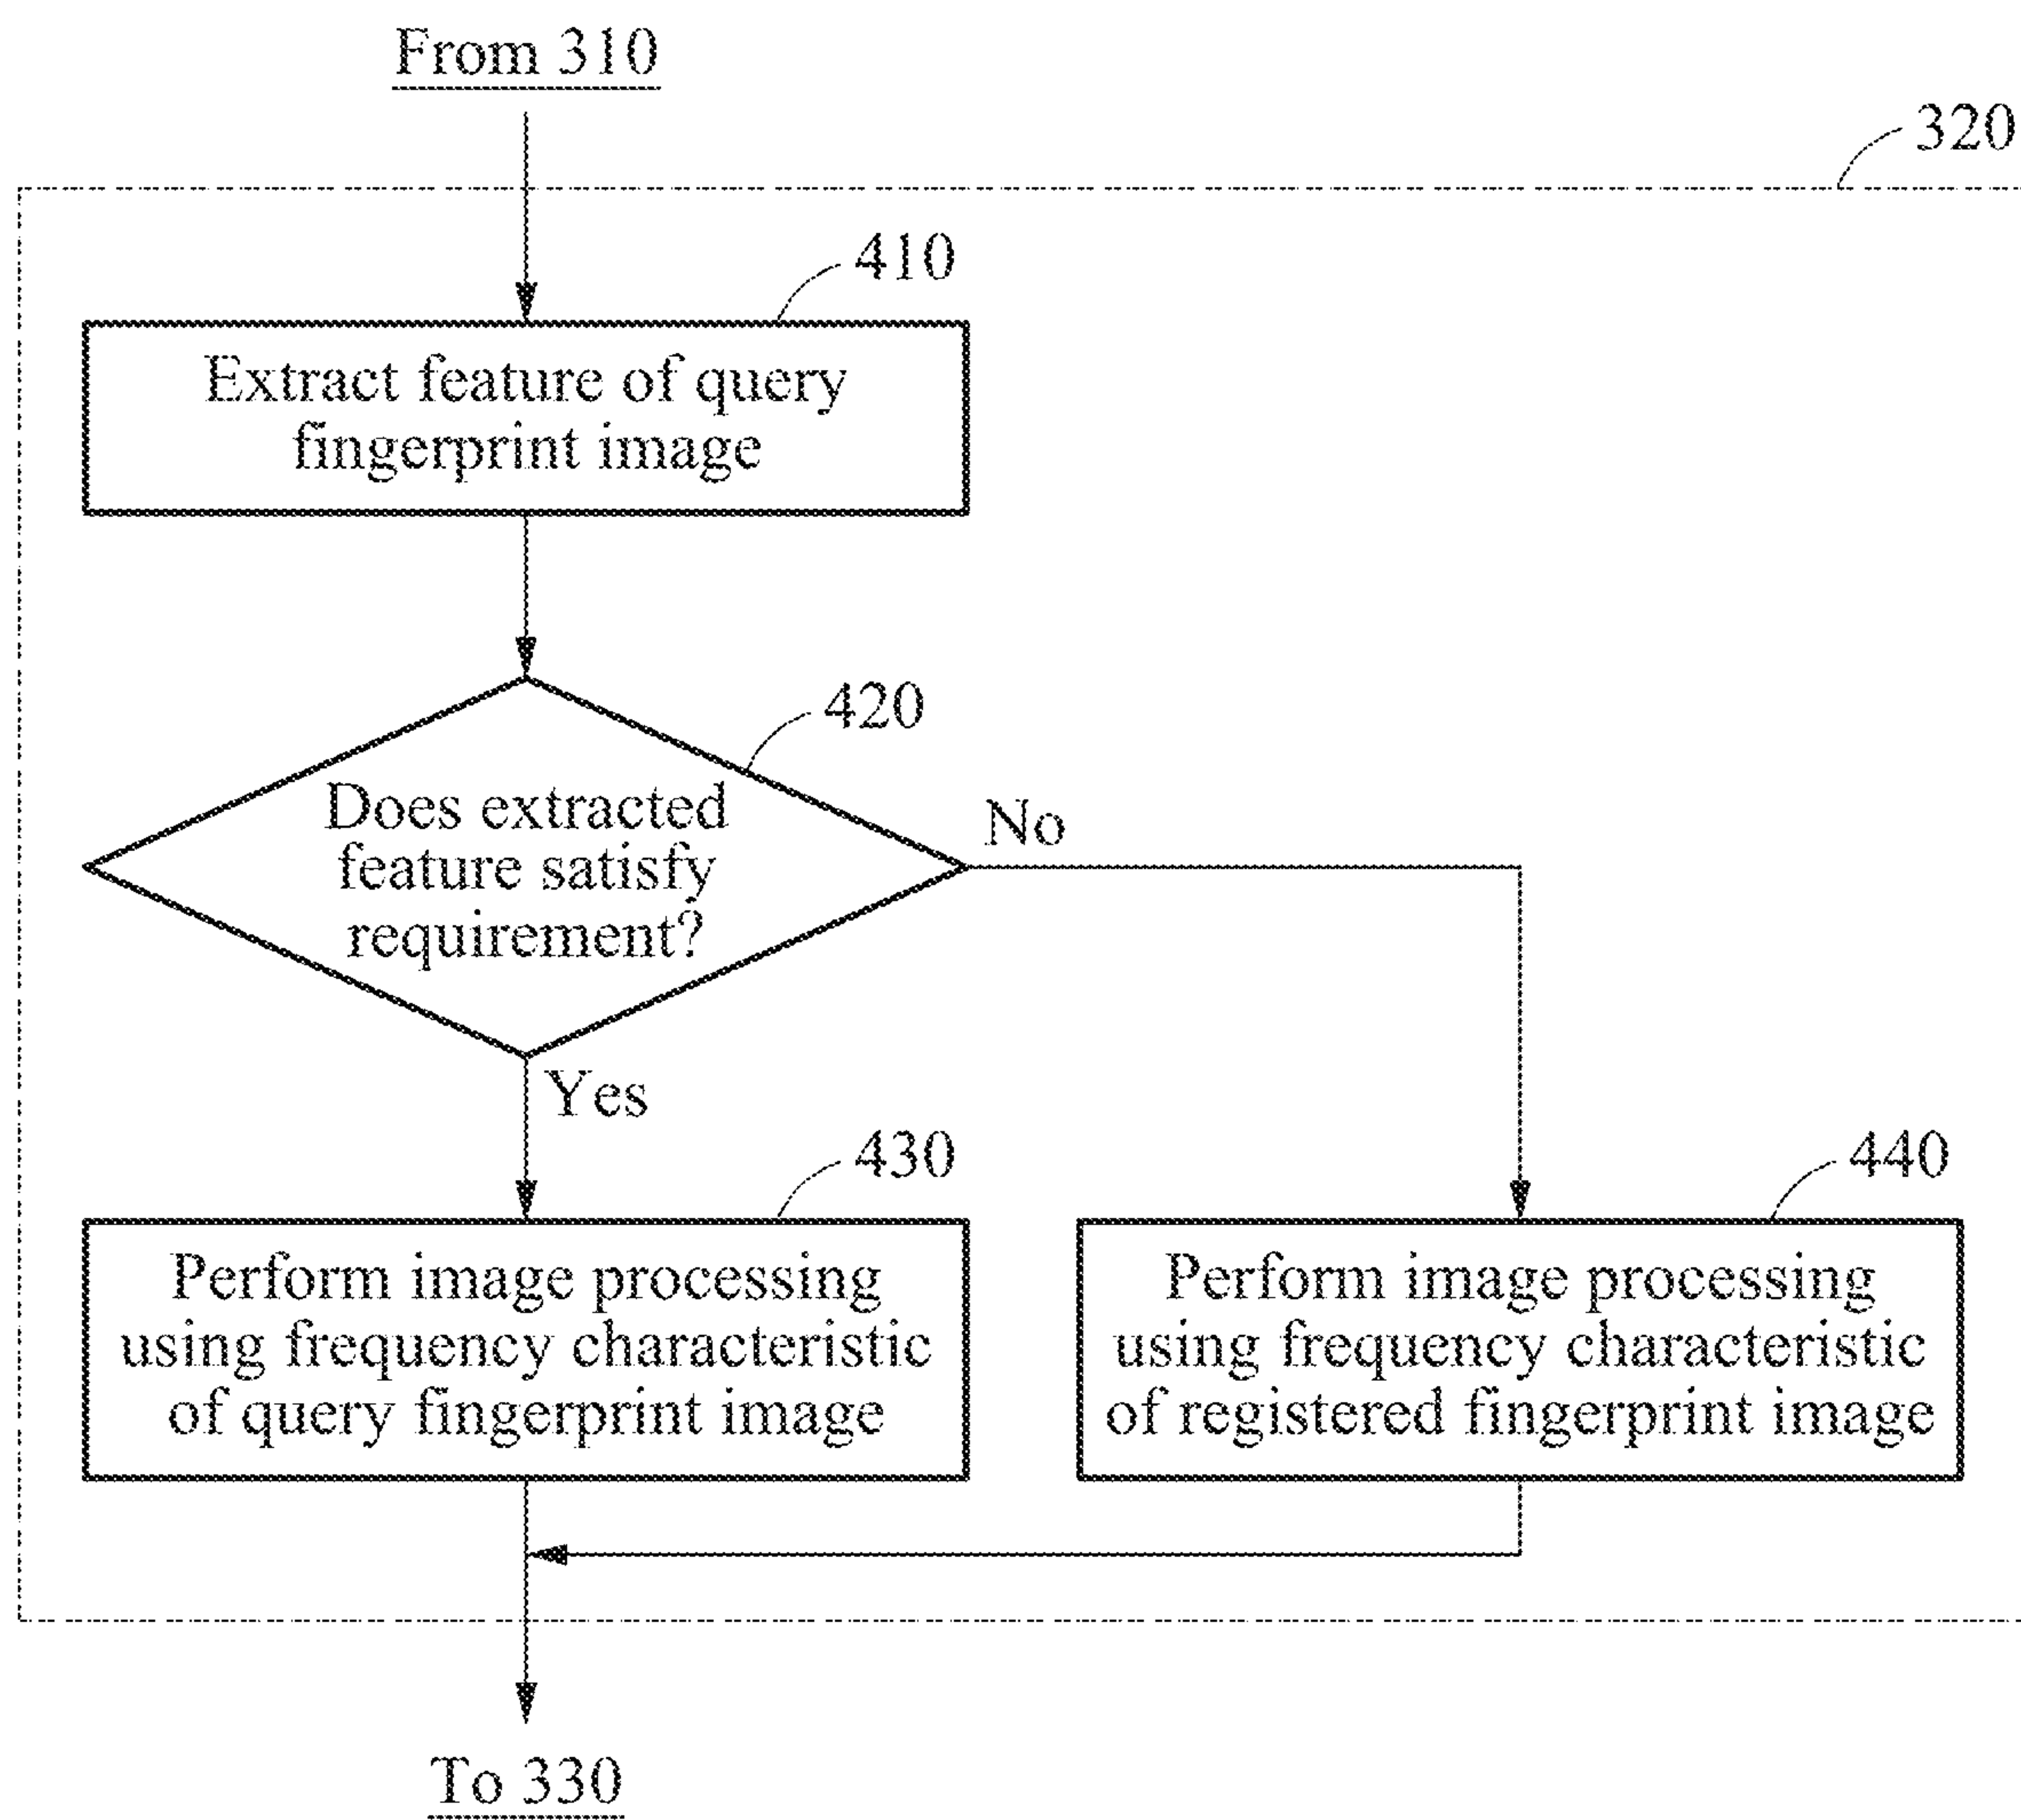 From 310
320
410
Extract feature of query
fingerprint image
420
Does extracted
feature satisfy
requirement?
No
Yes
430
Perform image processing
using frequency characteristic
of query fingerprint image
440
Perform image processing
using frequency characteristic
of registered fingerprint image
To 330